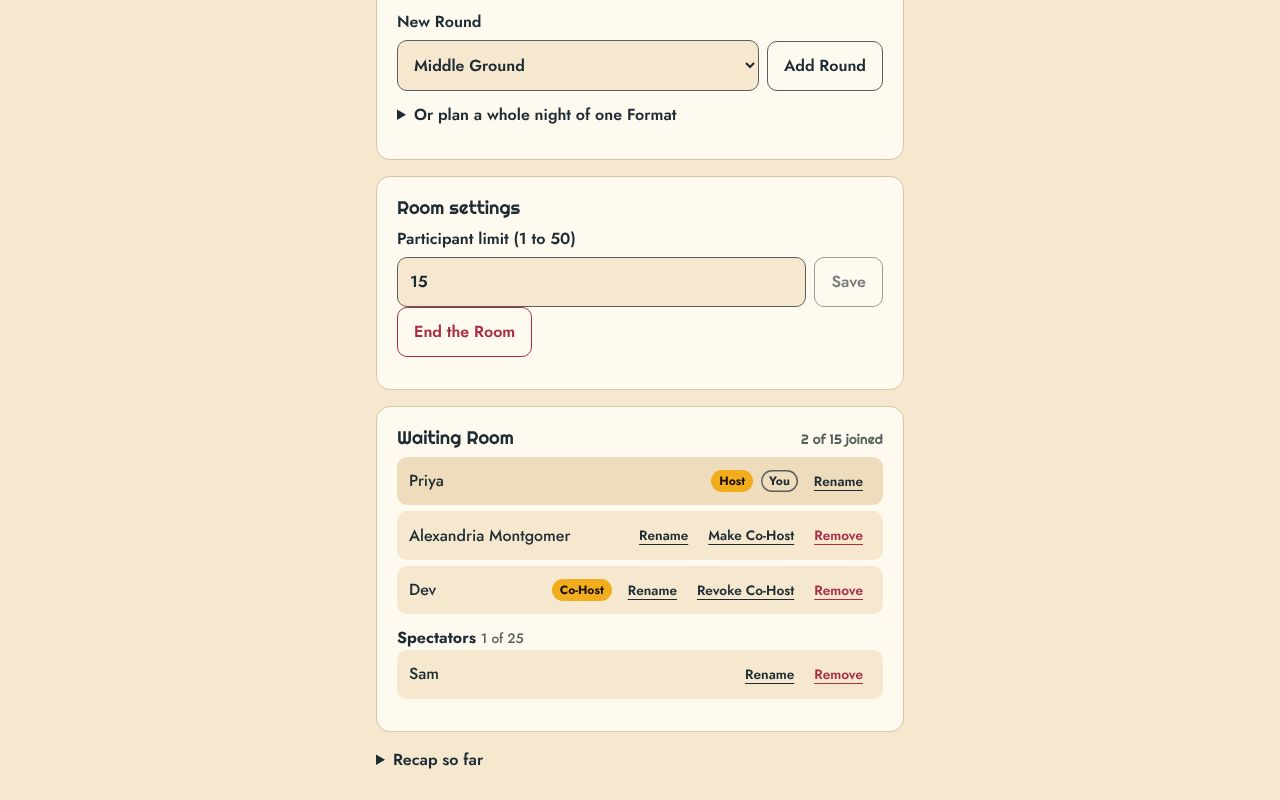 New Round
Middle Ground
Add Round
Or plan a whole night of one Format
Room settings
Participant limit (1 to 50)
15
Save
End the Room
Waiting Room
2 of 15 joined
Priya
Host
You
Rename
Alexandria Montgomer
Rename
Make Co-Host
Remove
Dev
Co-Host
Rename
Revoke Co-Host
Remove
Spectators 1 of 25
Sam
Rename
Remove
Recap so far